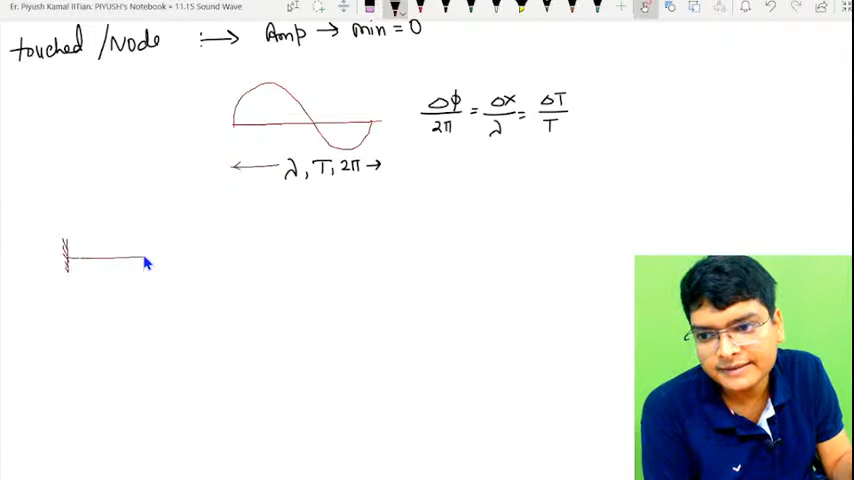 Er. Piyush Kamal IITian. PIYUSH's Notebook » 11.15 Sound Wave
touched / Node : → Amp → min = 0
Δϕ/2π = Δx/λ = ΔT/T
← λ, T, 2π →